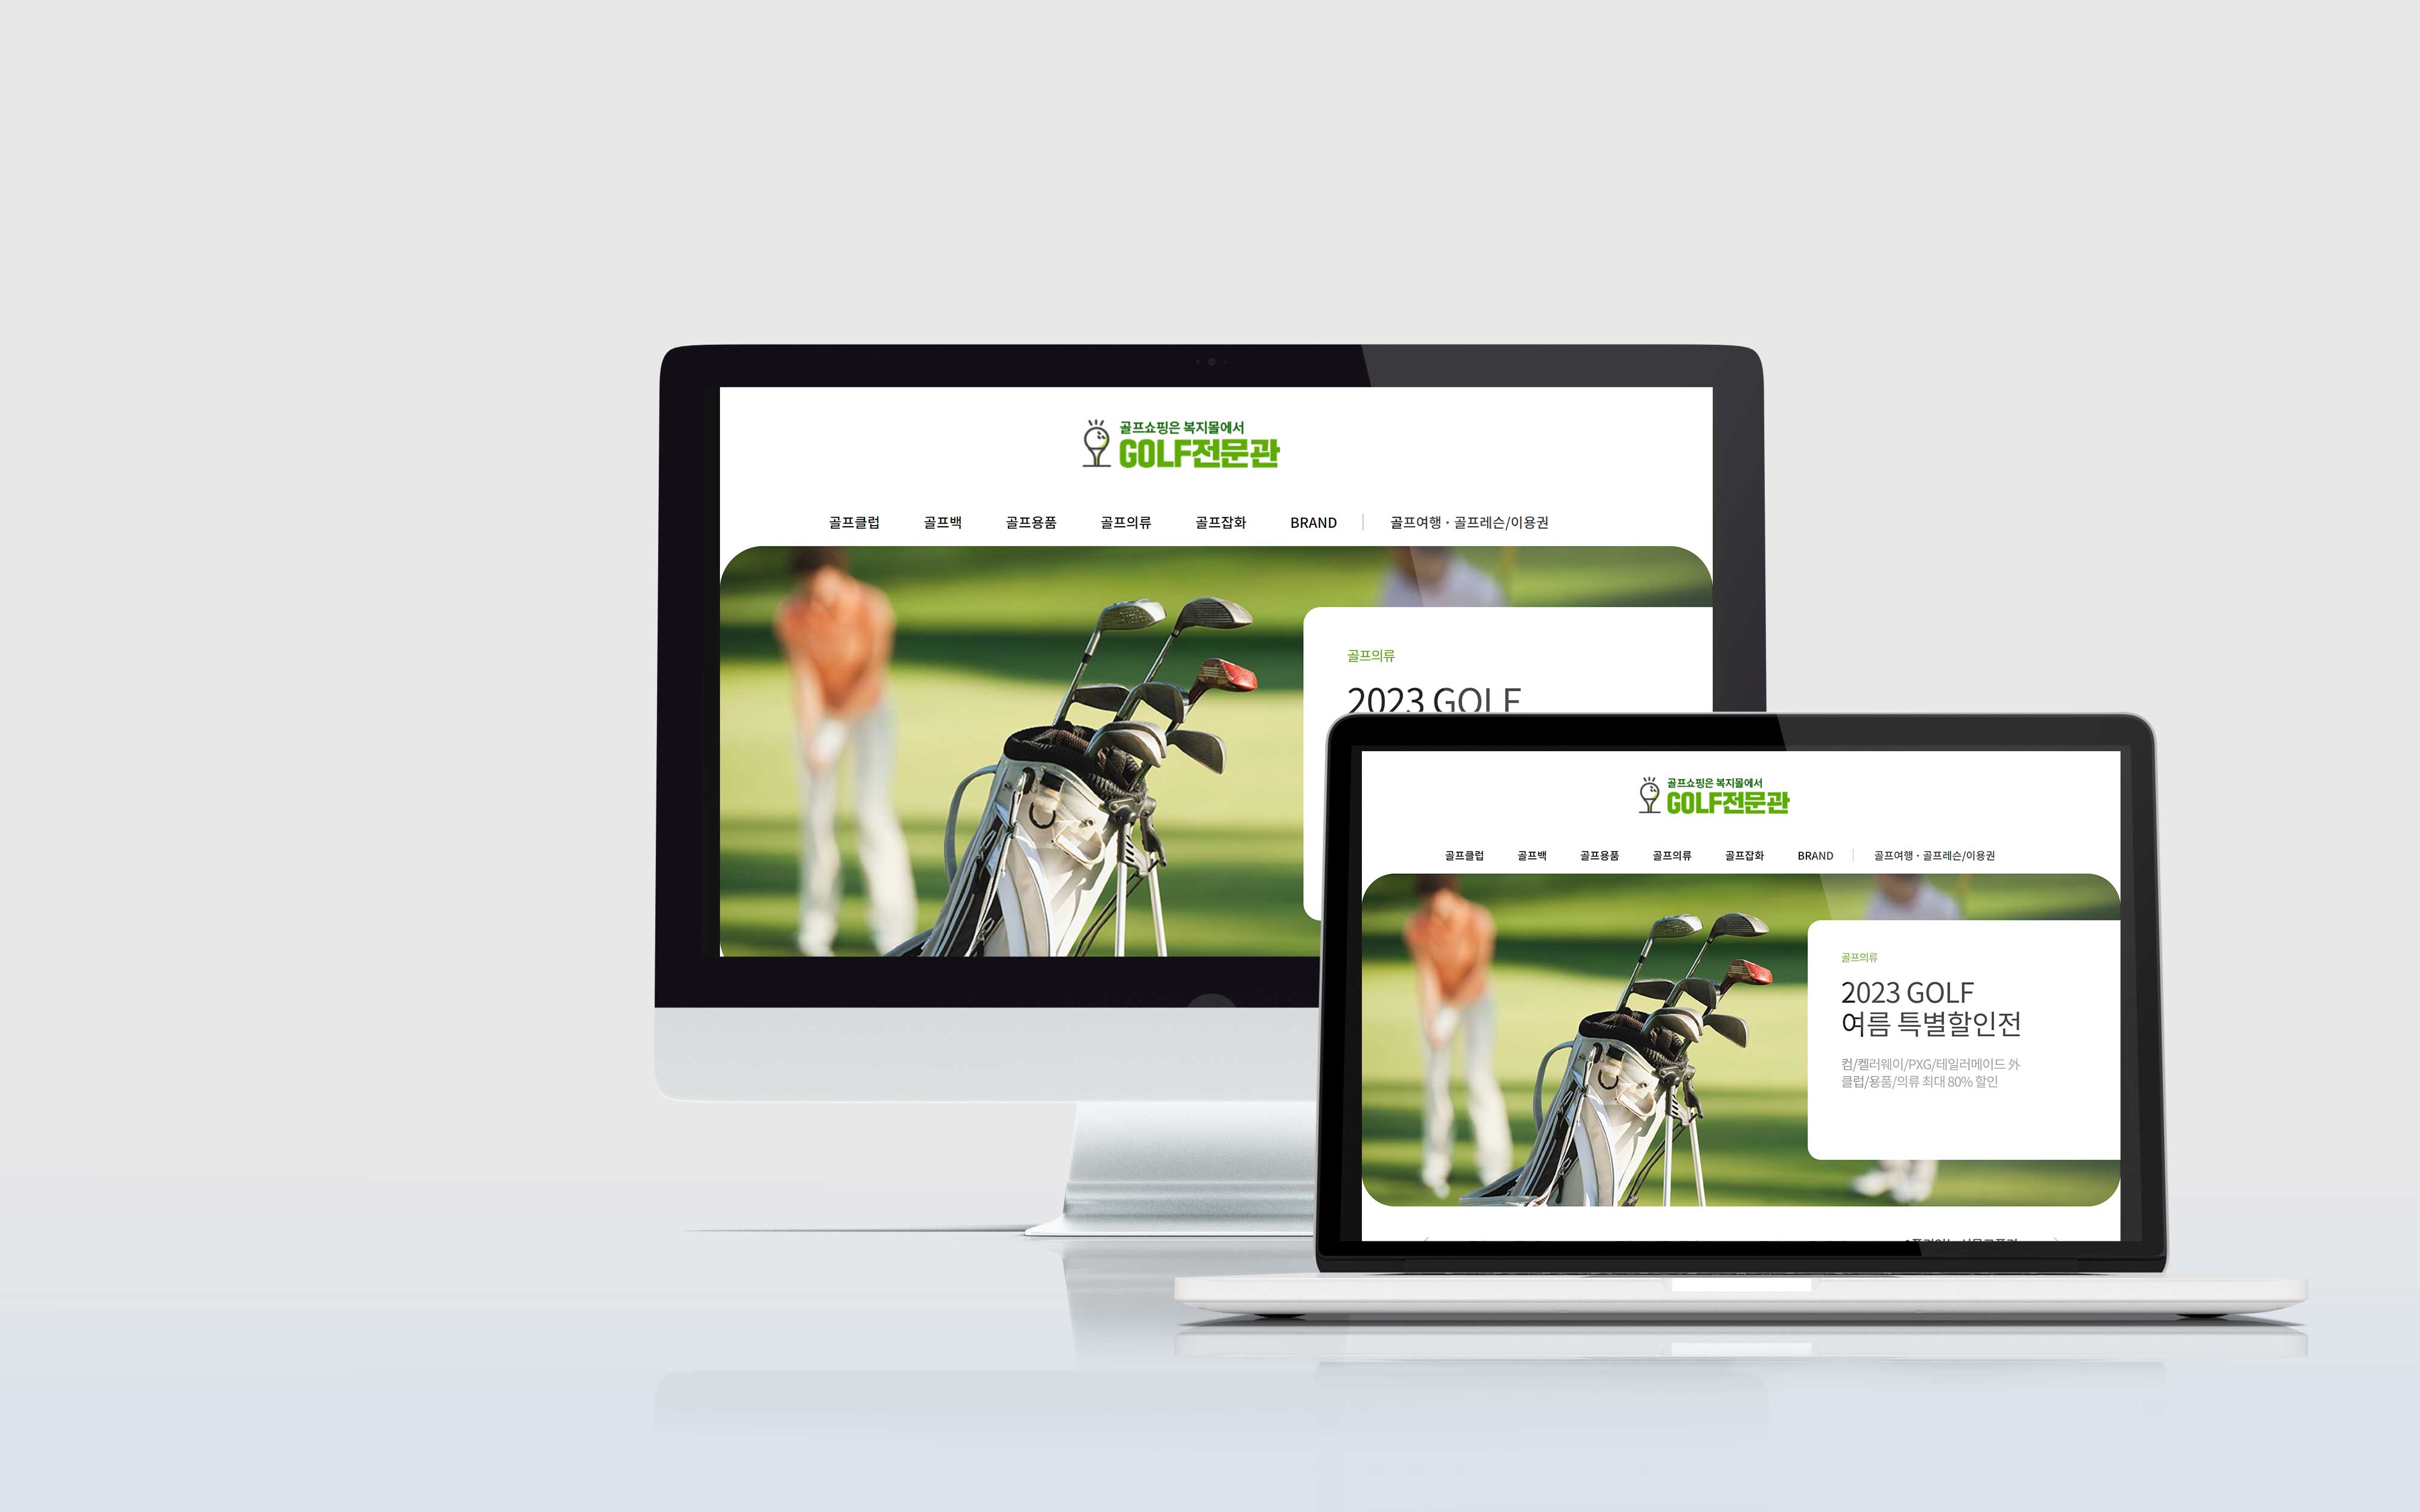 골프쇼핑은 복지몰에서
GOLF전문관
골프클럽 골프백 골프용품 골프의류 골프잡화 BRAND 골프여행 · 골프레슨/이용권
골프의류
2023 GOLF
골프쇼핑은 복지몰에서
GOLF전문관
골프클럽 골프백 골프용품 골프의류 골프잡화 BRAND 골프여행 · 골프레슨/이용권
골프의류
2023 GOLF
여름 특별할인전
컴/켈러웨이/PXG/테일러메이드 外
클럽/용품/의류 최대 80% 할인